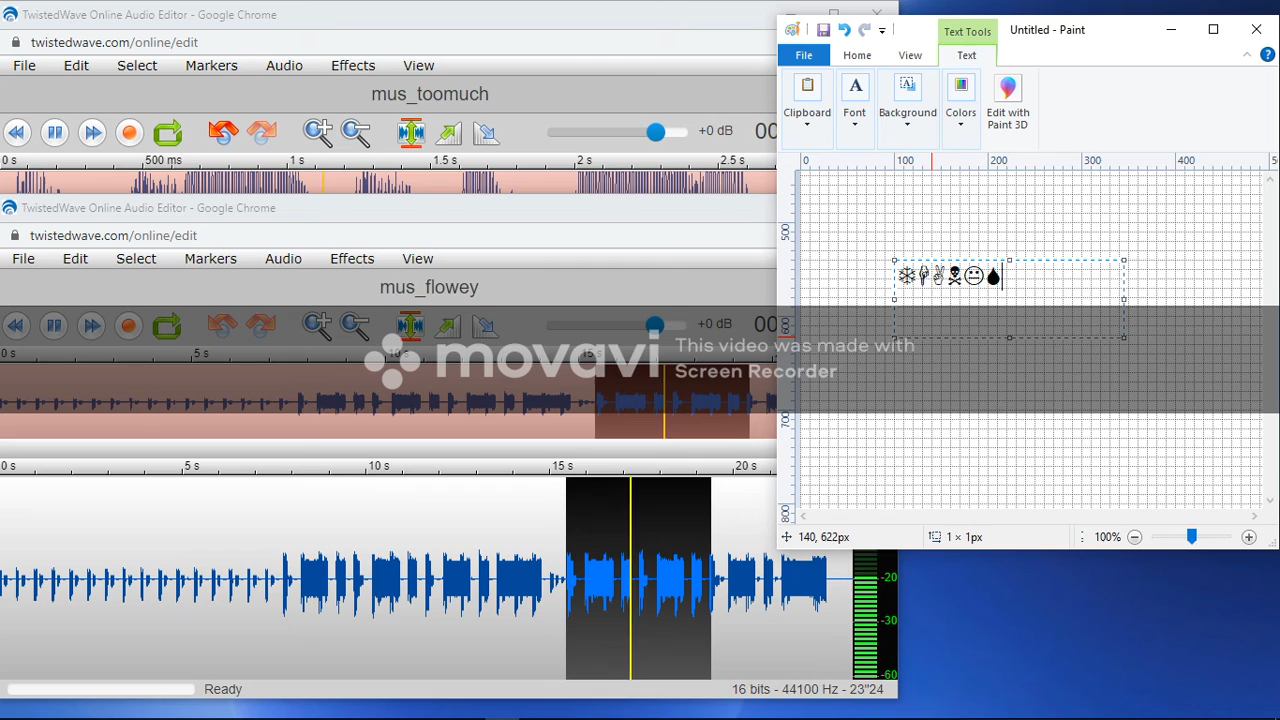 TwistedWave Online Audio Editor - Google Chrome
twistedwave.com/online/edit
File Edit Select Markers Audio Effects View
mus_toomuch
+0 dB 00
0 s 500 ms 1 s 1.5 s 2 s 2.5 s
TwistedWave Online Audio Editor - Google Chrome
twistedwave.com/online/edit
File Edit Select Markers Audio Effects View
mus_flowey
+0 dB 00
0 s 5 s 10 s 15 s
0 s 5 s 10 s 15 s 20 s
-20
-30
-60
Ready 16 bits - 44100 Hz - 23"24
Text Tools Untitled - Paint
File Home View Text
Clipboard Font Background Colors Edit with
Paint 3D
0 100 200 300 400 5
500
600
700
800
❄☟✌☠😐💧
140, 622px 1 × 1px 100%
movavi This video was made with
Screen Recorder